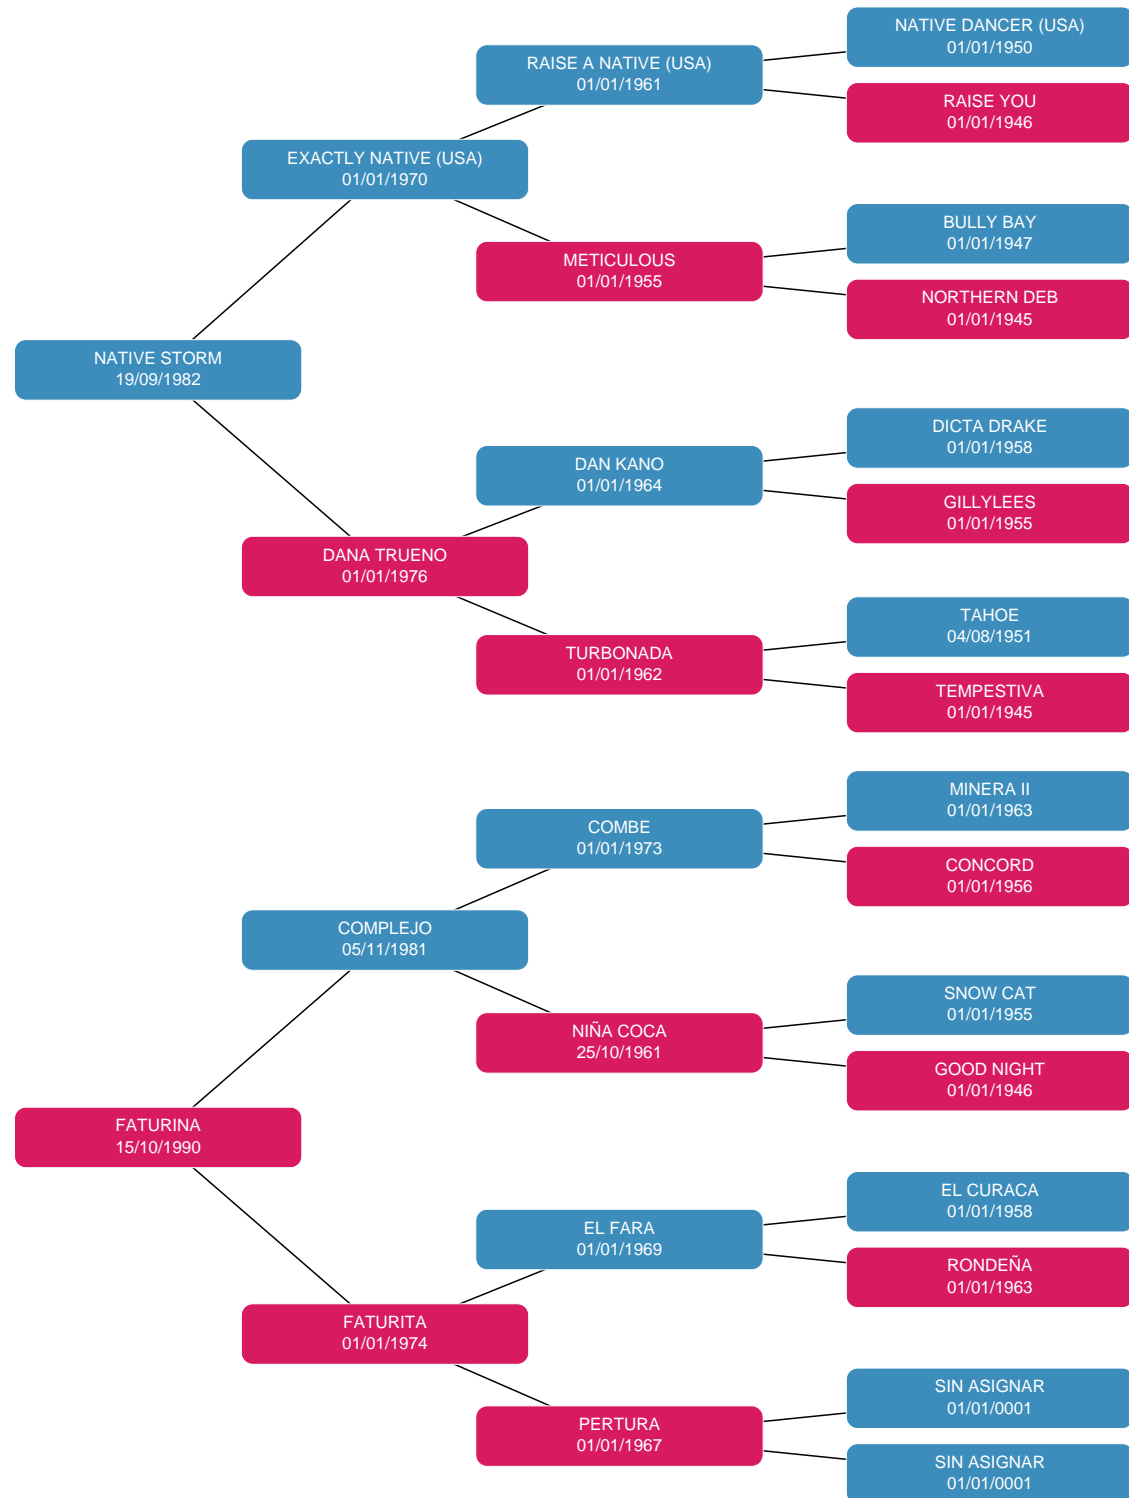 NATIVE DANCER (USA)
01/01/1950
RAISE A NATIVE (USA)
01/01/1961
RAISE YOU
01/01/1946
EXACTLY NATIVE (USA)
01/01/1970
BULLY BAY
01/01/1947
METICULOUS
01/01/1955
NORTHERN DEB
01/01/1945
NATIVE STORM
19/09/1982
DICTA DRAKE
01/01/1958
DAN KANO
01/01/1964
GILLYLEES
01/01/1955
DANA TRUENO
01/01/1976
TAHOE
04/08/1951
TURBONADA
01/01/1962
TEMPESTIVA
01/01/1945
MINERA II
01/01/1963
COMBE
01/01/1973
CONCORD
01/01/1956
COMPLEJO
05/11/1981
SNOW CAT
01/01/1955
NIÑA COCA
25/10/1961
GOOD NIGHT
01/01/1946
FATURINA
15/10/1990
EL CURACA
01/01/1958
EL FARA
01/01/1969
RONDEÑA
01/01/1963
FATURITA
01/01/1974
SIN ASIGNAR
01/01/0001
PERTURA
01/01/1967
SIN ASIGNAR
01/01/0001